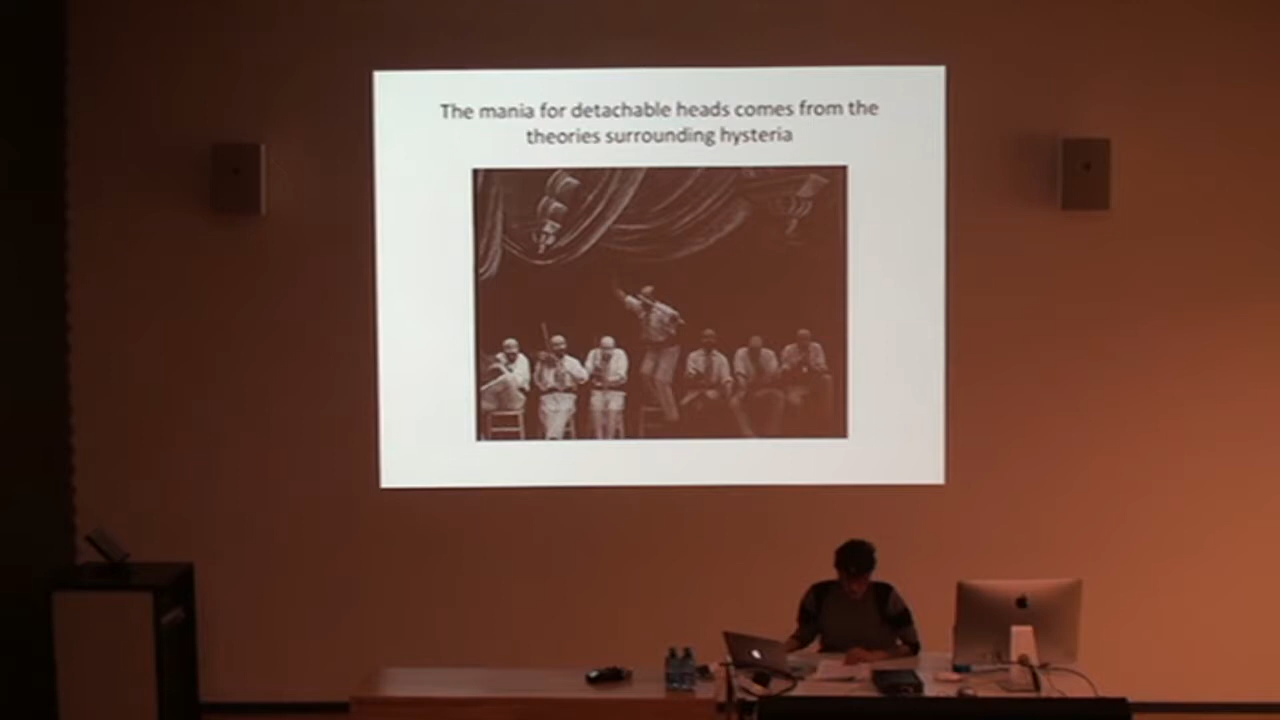 The mania for detachable heads comes from the
theories surrounding hysteria